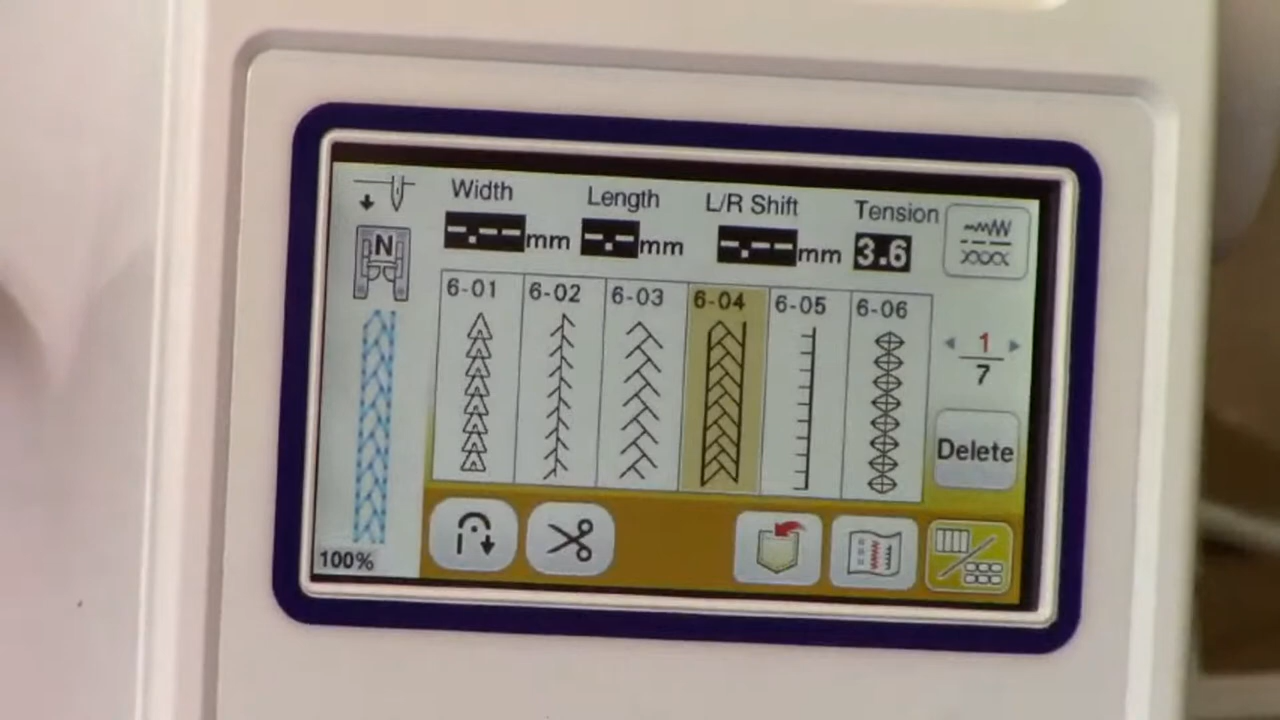 Width Length L/R Shift Tension
-.-- mm -.- mm -.-- mm 3.6
N
6-01 6-02 6-03 6-04 6-05 6-06
1
7
Delete
100%